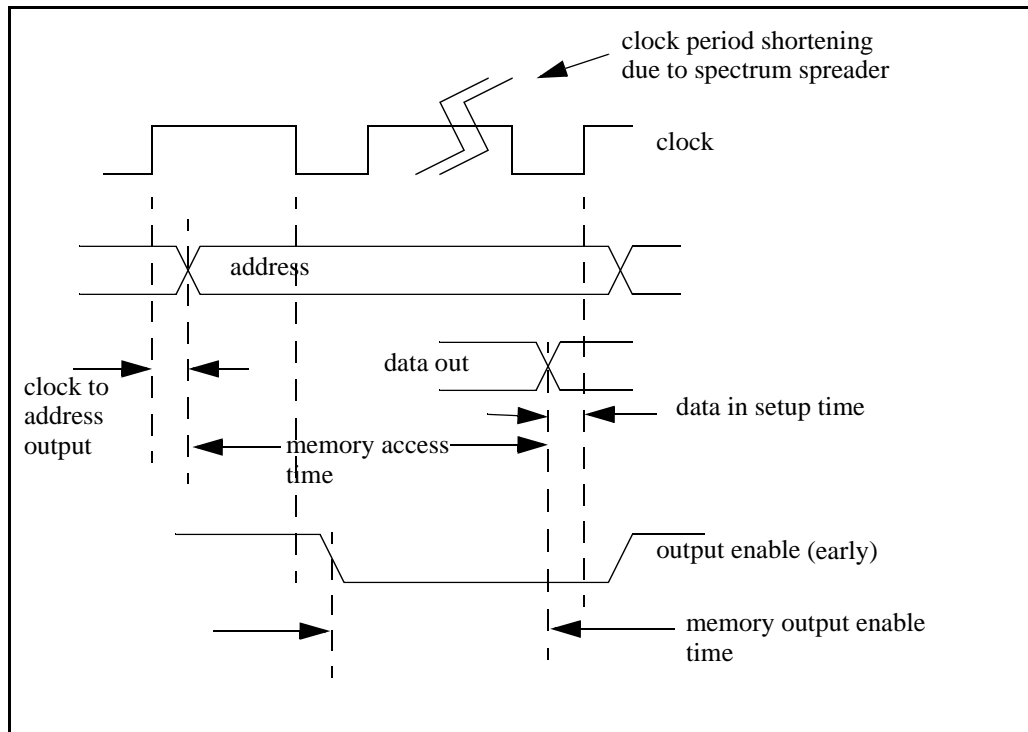 clock period shortening
due to spectrum spreader
clock
address
data out
clock to
address
output
data in setup time
memory access
time
output enable (early)
memory output enable
time